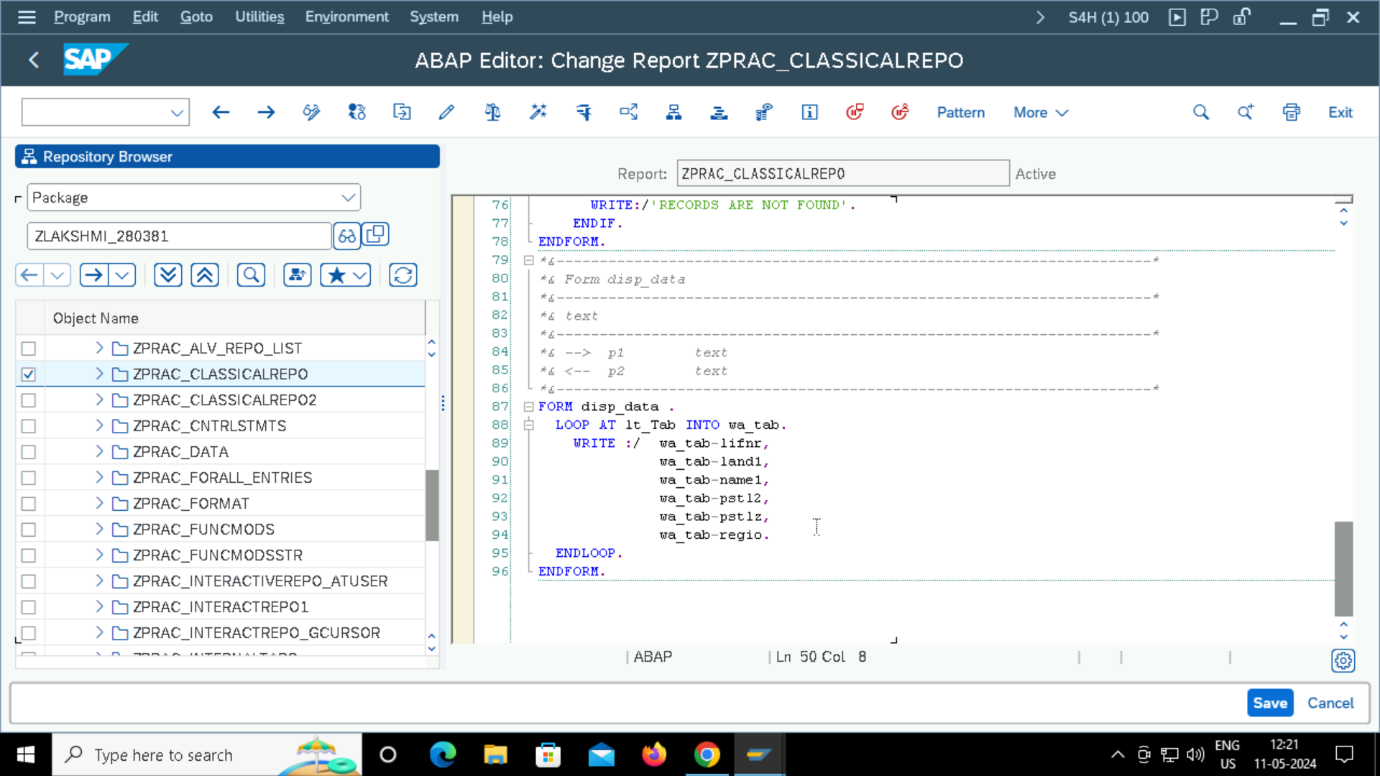 Program Edit Goto Utilities Environment System Help S4H (1) 100
SAP ABAP Editor: Change Report ZPRAC_CLASSICALREPO
Pattern More Exit
Repository Browser
Report: ZPRAC_CLASSICALREPO Active
Package
ZLAKSHMI_280381
Object Name
ZPRAC_ALV_REPO_LIST
ZPRAC_CLASSICALREPO
ZPRAC_CLASSICALREPO2
ZPRAC_CNTRLSTMTS
ZPRAC_DATA
ZPRAC_FORALL_ENTRIES
ZPRAC_FORMAT
ZPRAC_FUNCMODS
ZPRAC_FUNCMODSSTR
ZPRAC_INTERACTIVEREPO_ATUSER
ZPRAC_INTERACTREPO1
ZPRAC_INTERACTREPO_GCURSOR
76 WRITE:/'RECORDS ARE NOT FOUND'.
77 ENDIF.
78 ENDFORM.
79 *&---------------------------------------------------------------------*
80 *& Form disp_data
81 *&---------------------------------------------------------------------*
82 *& text
83 *&---------------------------------------------------------------------*
84 *& --> p1 text
85 *& <-- p2 text
86 *&---------------------------------------------------------------------*
87 FORM disp_data .
88 LOOP AT lt_Tab INTO wa_tab.
89 WRITE :/ wa_tab-lifnr,
90 wa_tab-land1,
91 wa_tab-name1,
92 wa_tab-pstl2,
93 wa_tab-pstlz,
94 wa_tab-regio.
95 ENDLOOP.
96 ENDFORM.
ABAP Ln 50 Col 8
Save Cancel
Type here to search
ENG
US
12:21
11-05-2024